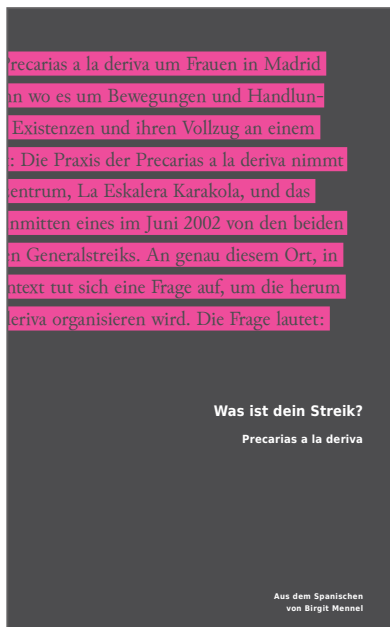 Precarias a la deriva um Frauen in Madrid
nn wo es um Bewegungen und Handlun-
Existenzen und ihren Vollzug an einem
: Die Praxis der Precarias a la deriva nimmt
entrum, La Eskalera Karakola, und das
nmitten eines im Juni 2002 von den beiden
n Generalstreiks. An genau diesem Ort, in
ntext tut sich eine Frage auf, um die herum
deriva organisieren wird. Die Frage lautet:
Was ist dein Streik?
Precarias a la deriva
Aus dem Spanischen
von Birgit Mennel